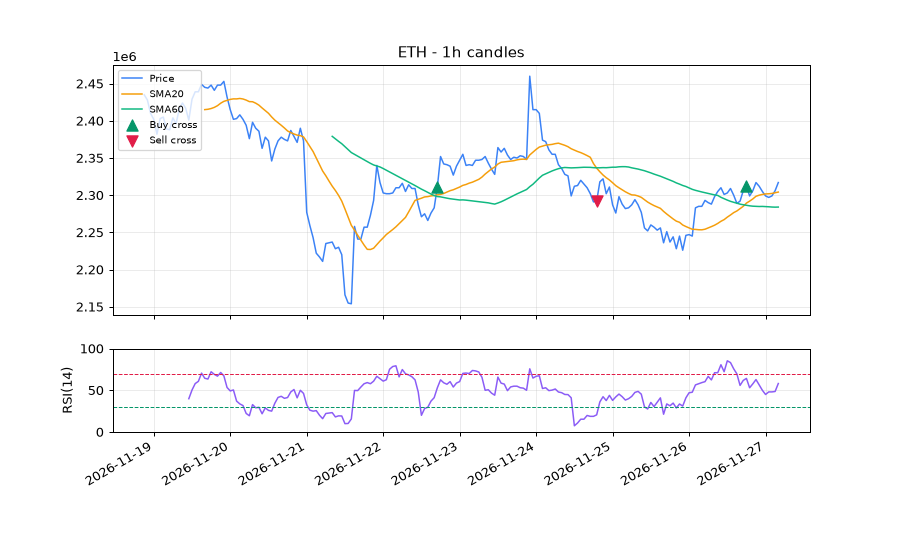 ETH - 1h candles
1e6
2.45
2.40
2.35
2.30
2.25
2.20
2.15
Price
SMA20
SMA60
Buy cross
Sell cross
100
50
0
RSI(14)
2026-11-19
2026-11-20
2026-11-21
2026-11-22
2026-11-23
2026-11-24
2026-11-25
2026-11-26
2026-11-27